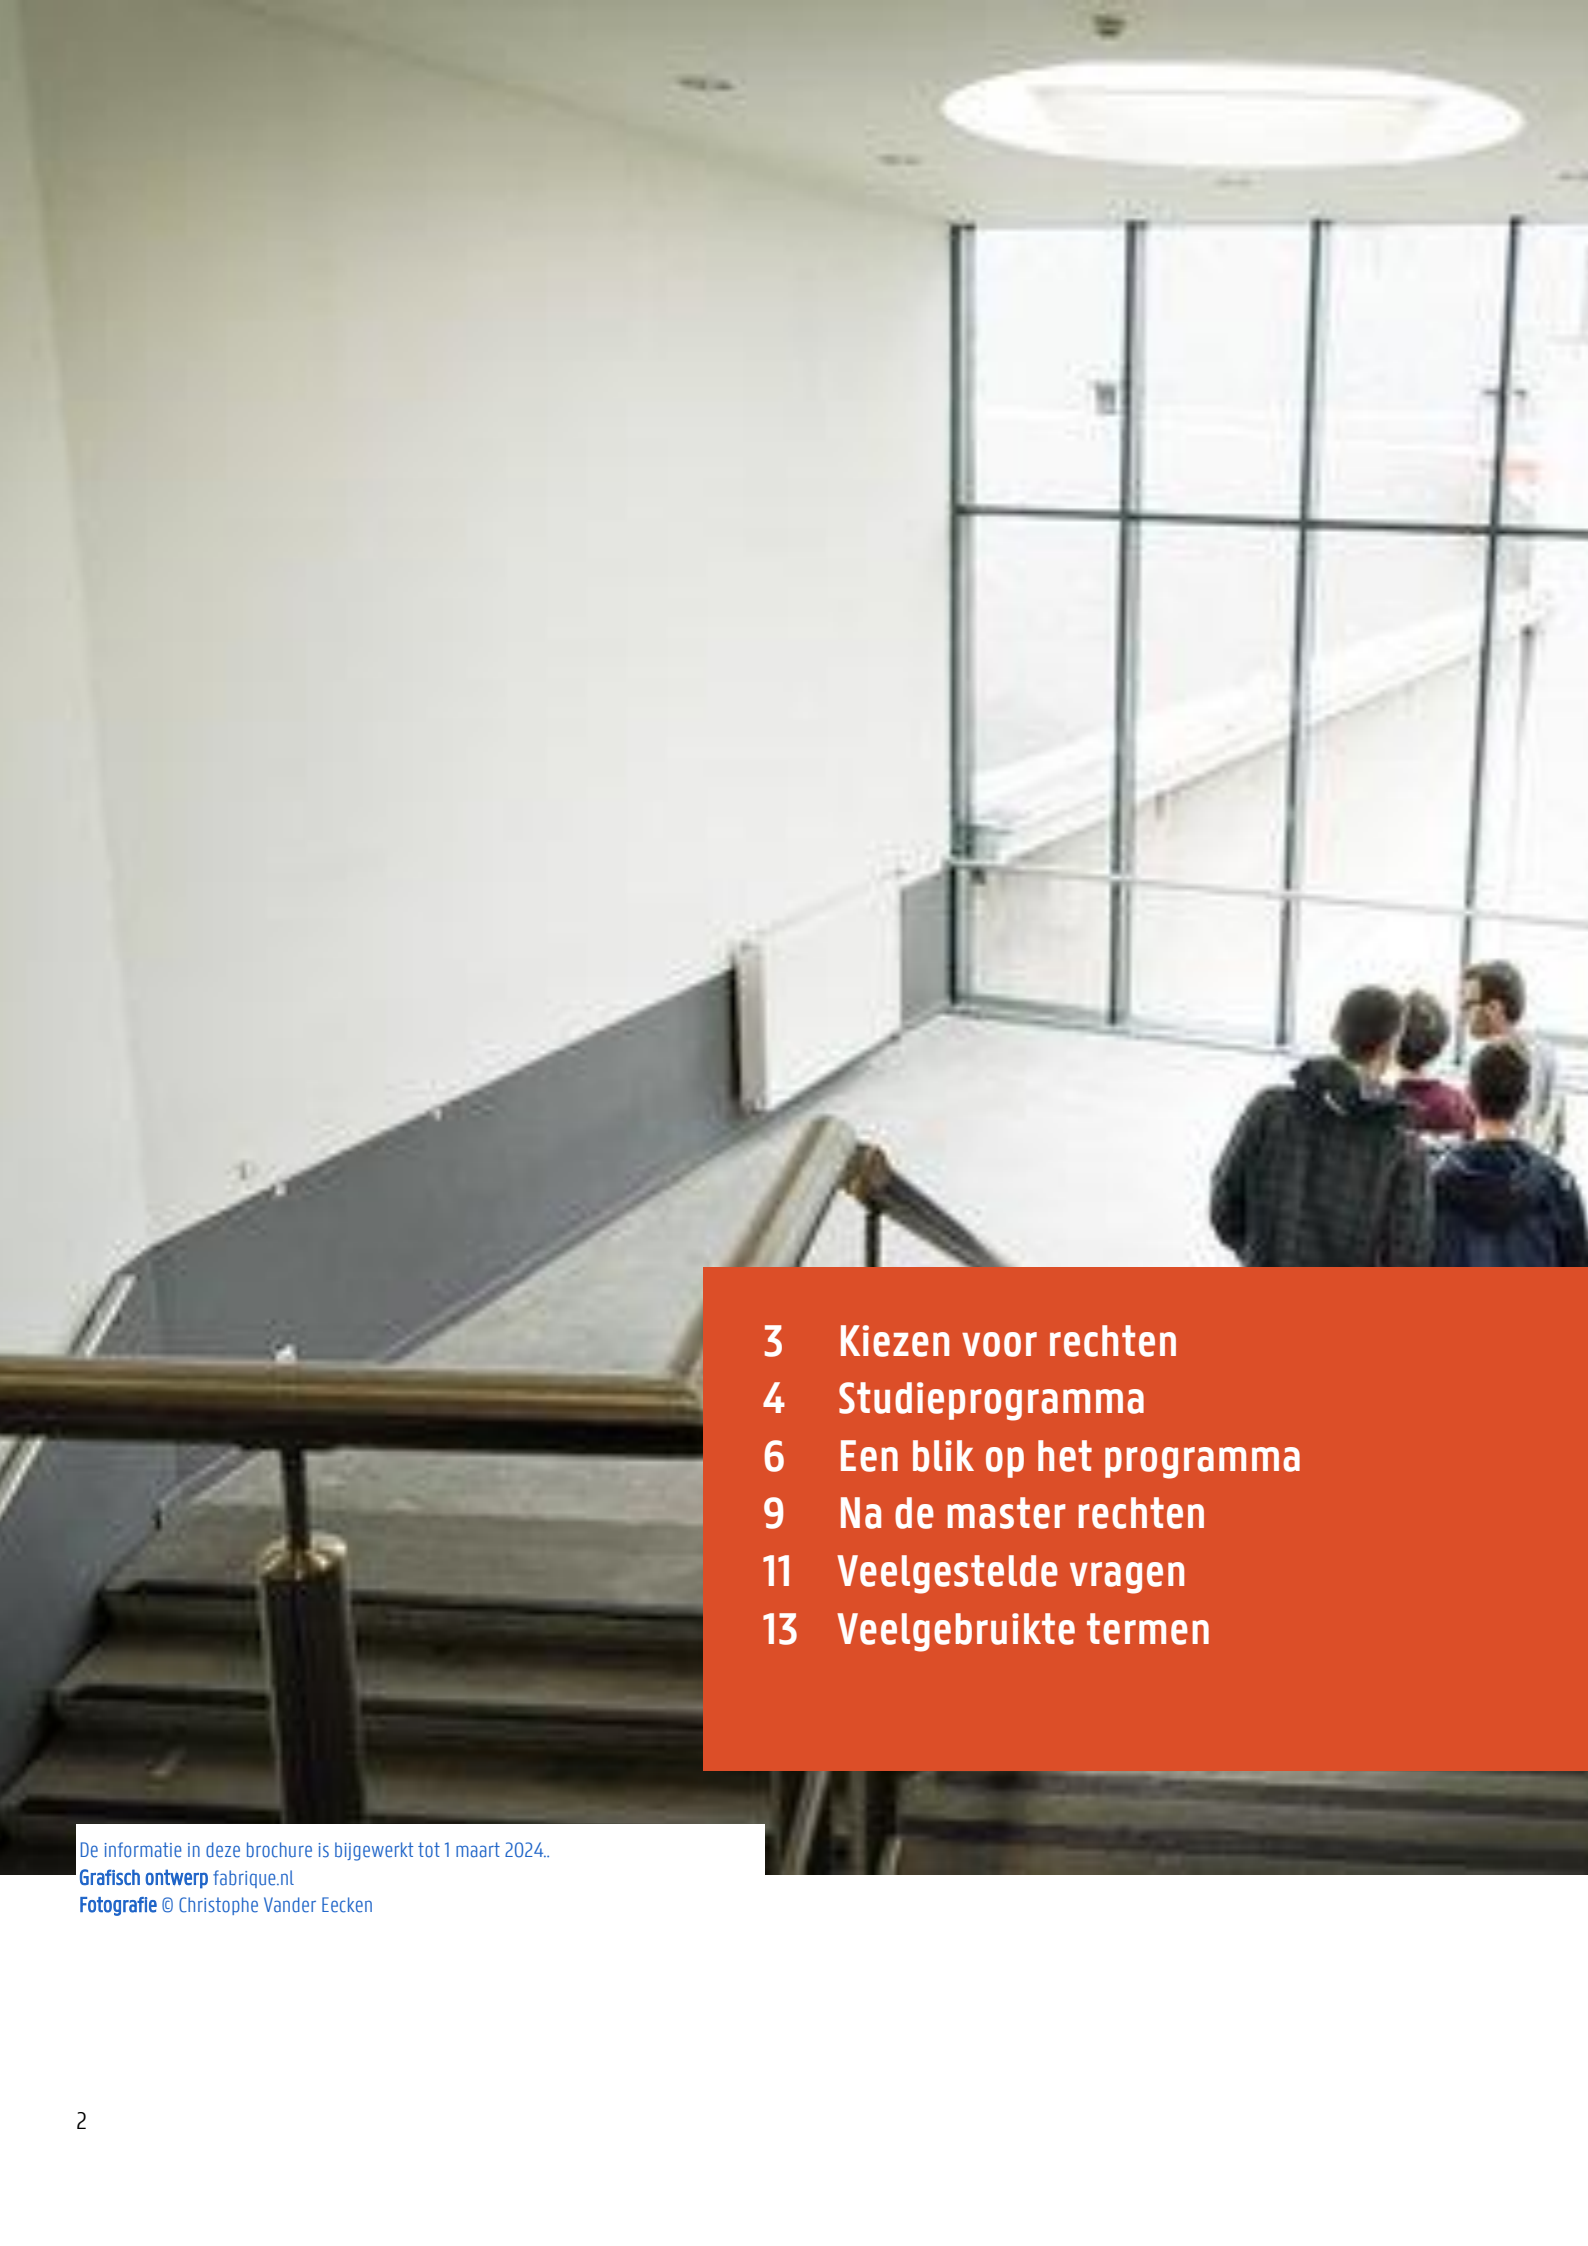 3 Kiezen voor rechten
4 Studieprogramma
6 Een blik op het programma
9 Na de master rechten
11 Veelgestelde vragen
13 Veelgebruikte termen
De informatie in deze brochure is bijgewerkt tot 1 maart 2024..
Grafisch ontwerp fabrique.nl
Fotografie © Christophe Vander Eecken
2